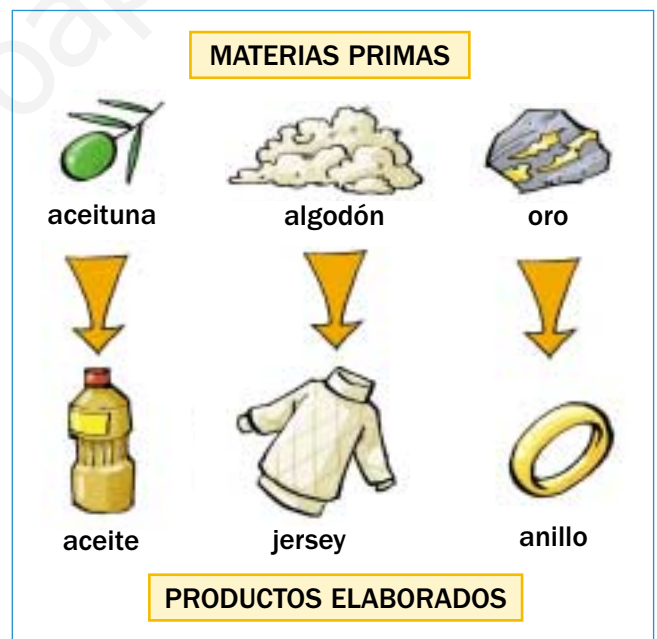 MATERIAS PRIMAS
aceituna algodón oro
aceite jersey anillo
PRODUCTOS ELABORADOS